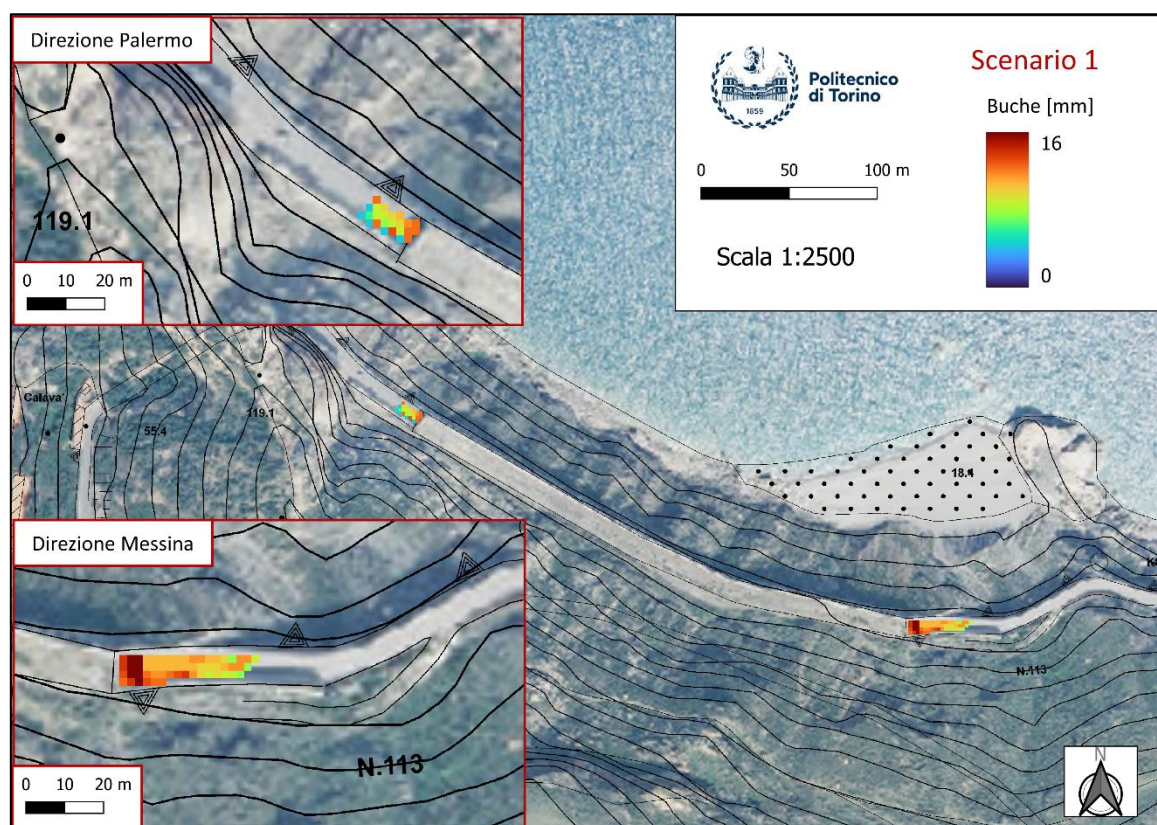 Direzione Palermo
119.1
0 10 20 m
Politecnico
di Torino
1859
0 50 100 m
Scala 1:2500
Scenario 1
Buche [mm]
16
0
Calava'
119.1
55.4
18.4
N.113
Direzione Messina
N.113
0 10 20 m
N